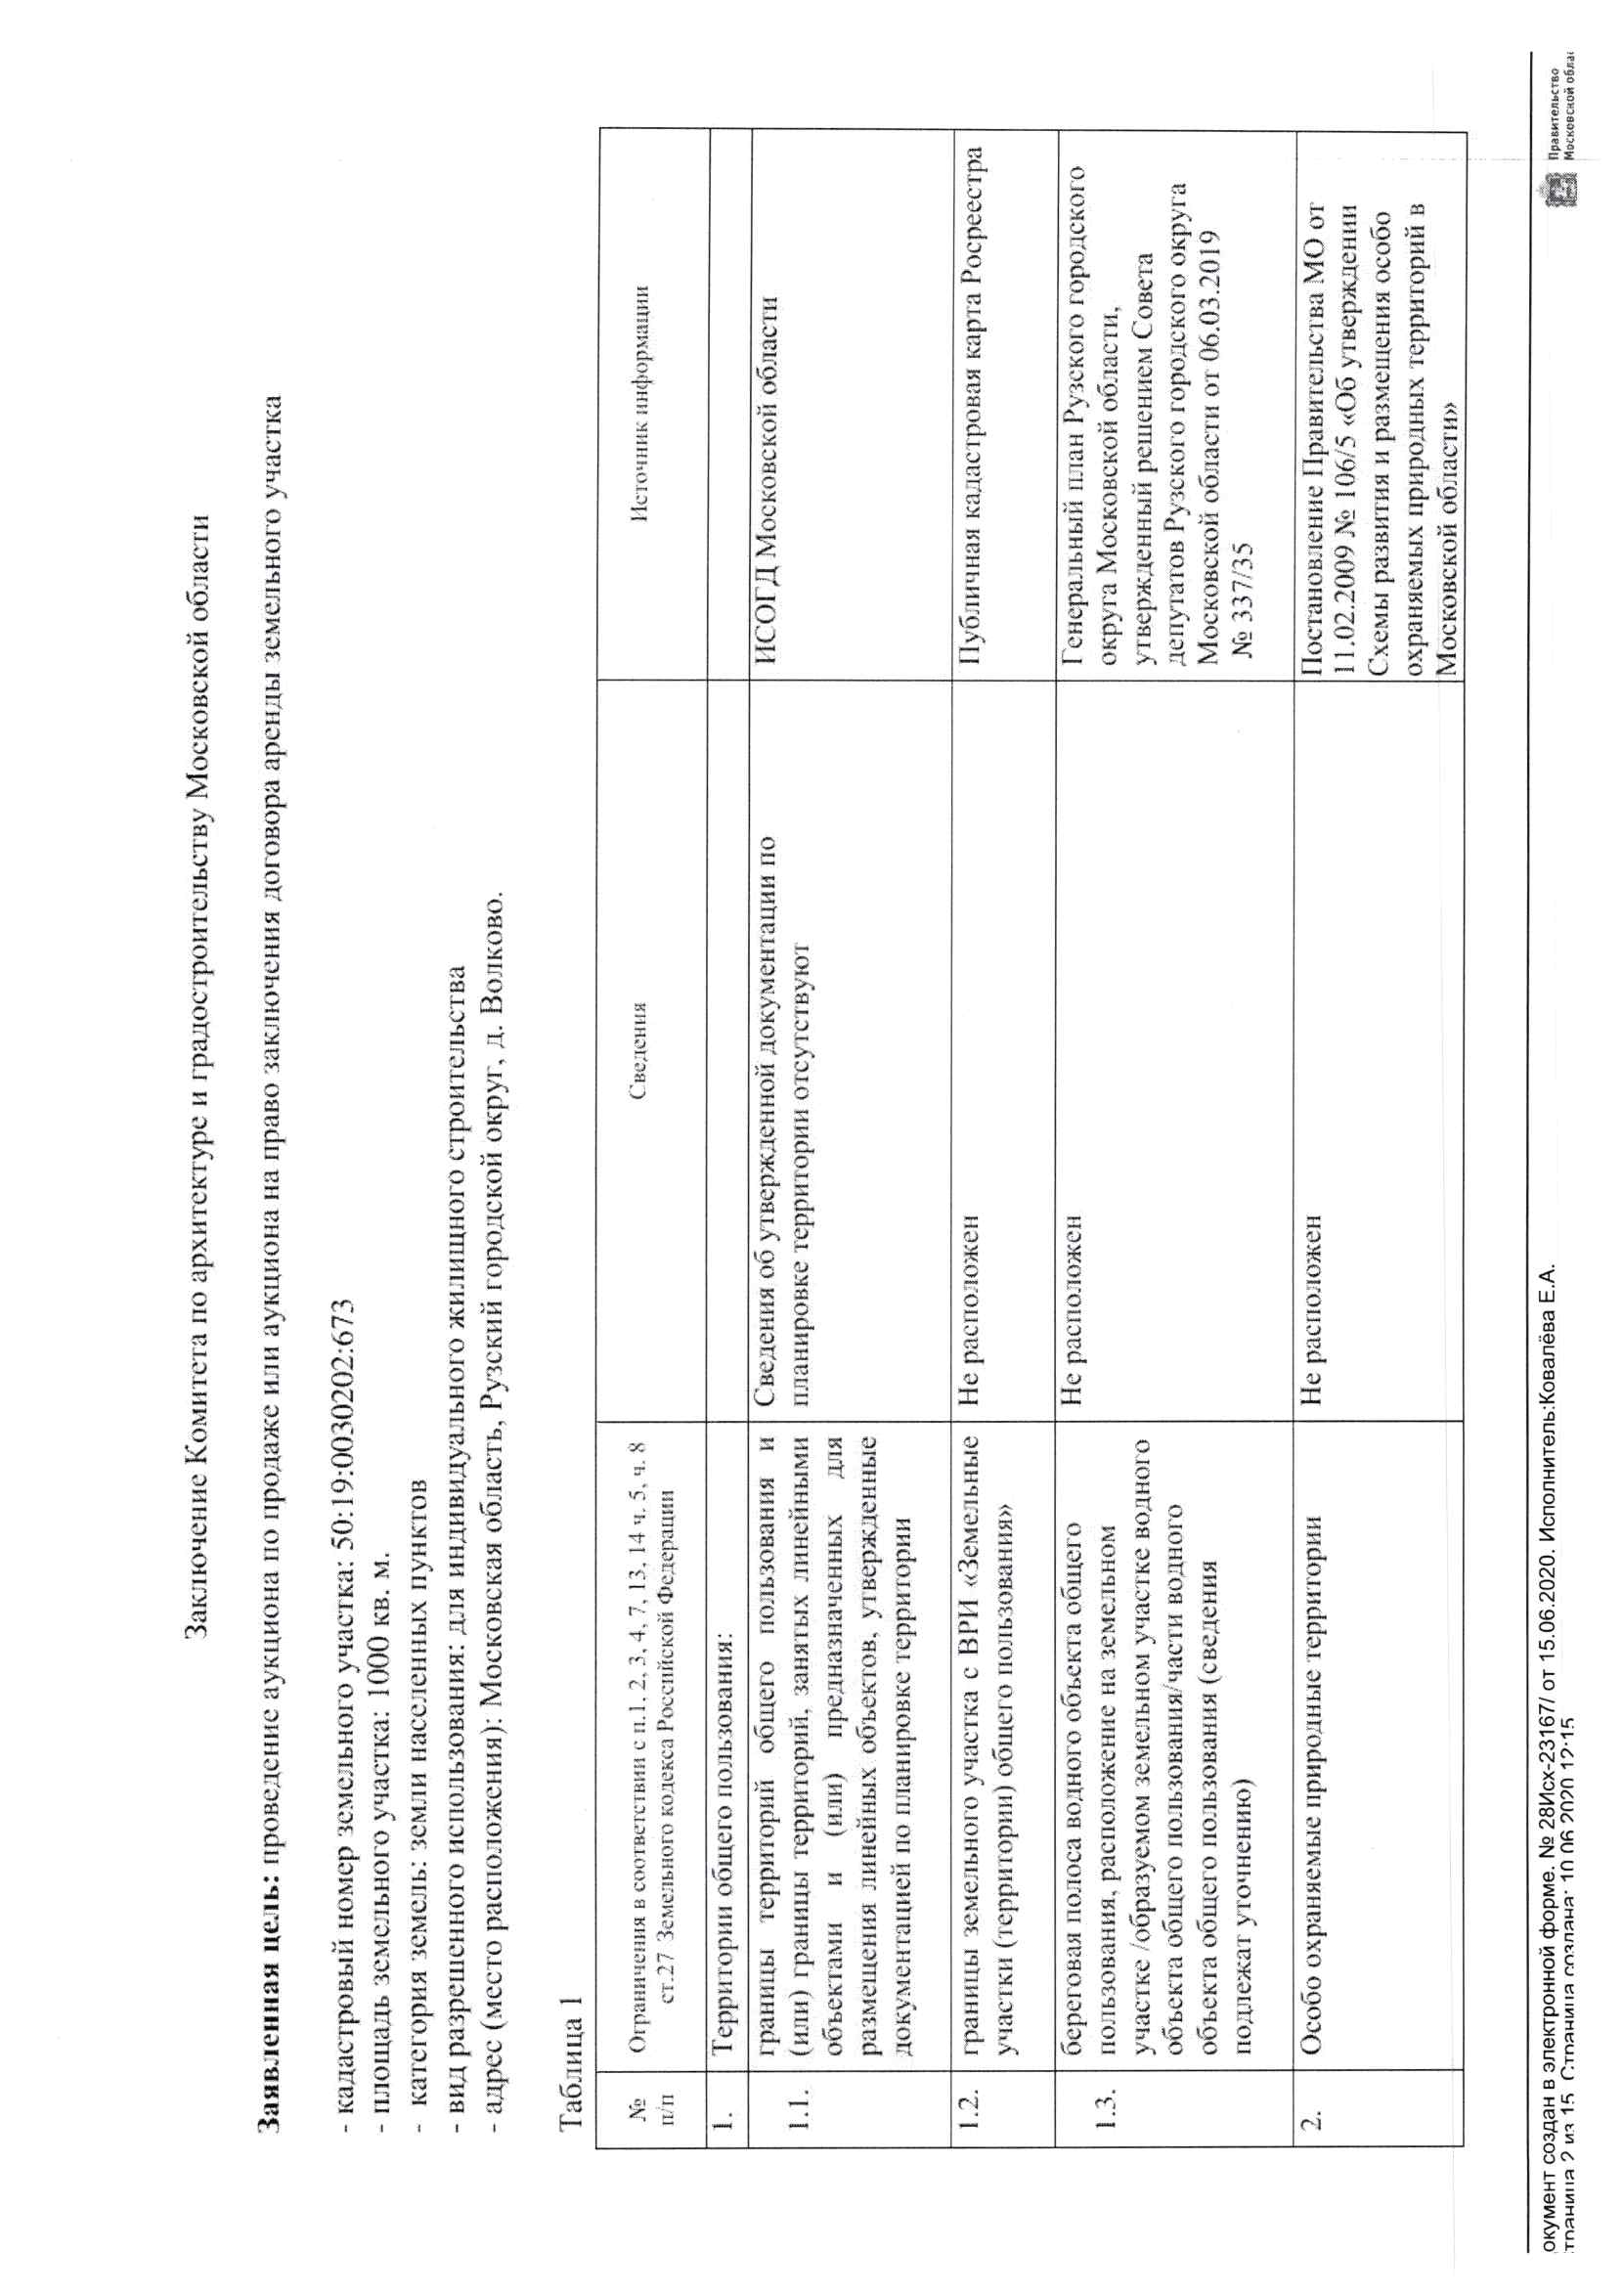 Заключение Комитета по архитектуре и градостроительству Московской области
Заявленная цель: проведение аукциона по продаже или аукциона на право заключения договора аренды земельного участка
- кадастровый номер земельного участка: 50:19:0030202:673
- площадь земельного участка: 1000 кв. м.
- категория земель: земли населенных пунктов
- вид разрешенного использования: для индивидуального жилищного строительства
- адрес (место расположения): Московская область, Рузский городской округ, д. Волково.
Таблица 1
№
п/п
Ограничения в соответствии с п.1, 2, 3, 4, 7, 13, 14 ч. 5, ч. 8
ст.27 Земельного кодекса Российской Федерации
Сведения
Источник информации
1.
Территории общего пользования:
1.1.
границы территорий общего пользования и
(или) границы территорий, занятых линейными
объектами и (или) предназначенных для
размещения линейных объектов, утвержденные
документацией по планировке территории
Сведения об утвержденной документации по
планировке территории отсутствуют
ИСОГД Московской области
1.2.
границы земельного участка с ВРИ «Земельные
участки (территории) общего пользования»
Не расположен
Публичная кадастровая карта Росреестра
1.3.
береговая полоса водного объекта общего
пользования, расположение на земельном
участке /образуемом земельном участке водного
объекта общего пользования/части водного
объекта общего пользования (сведения
подлежат уточнению)
Не расположен
Генеральный план Рузского городского
округа Московской области,
утвержденный решением Совета
депутатов Рузского городского округа
Московской области от 06.03.2019
№ 337/35
2.
Особо охраняемые природные территории
Не расположен
Постановление Правительства МО от
11.02.2009 № 106/5 «Об утверждении
Схемы развития и размещения особо
охраняемых природных территорий в
Московской области»
окумент создан в электронной форме. № 28Исх-23167/ от 15.06.2020. Исполнитель:Ковалёва Е.А.
траница 2 из 15. Страница создана: 10.06.2020 12:15
Правительство
Московской облас